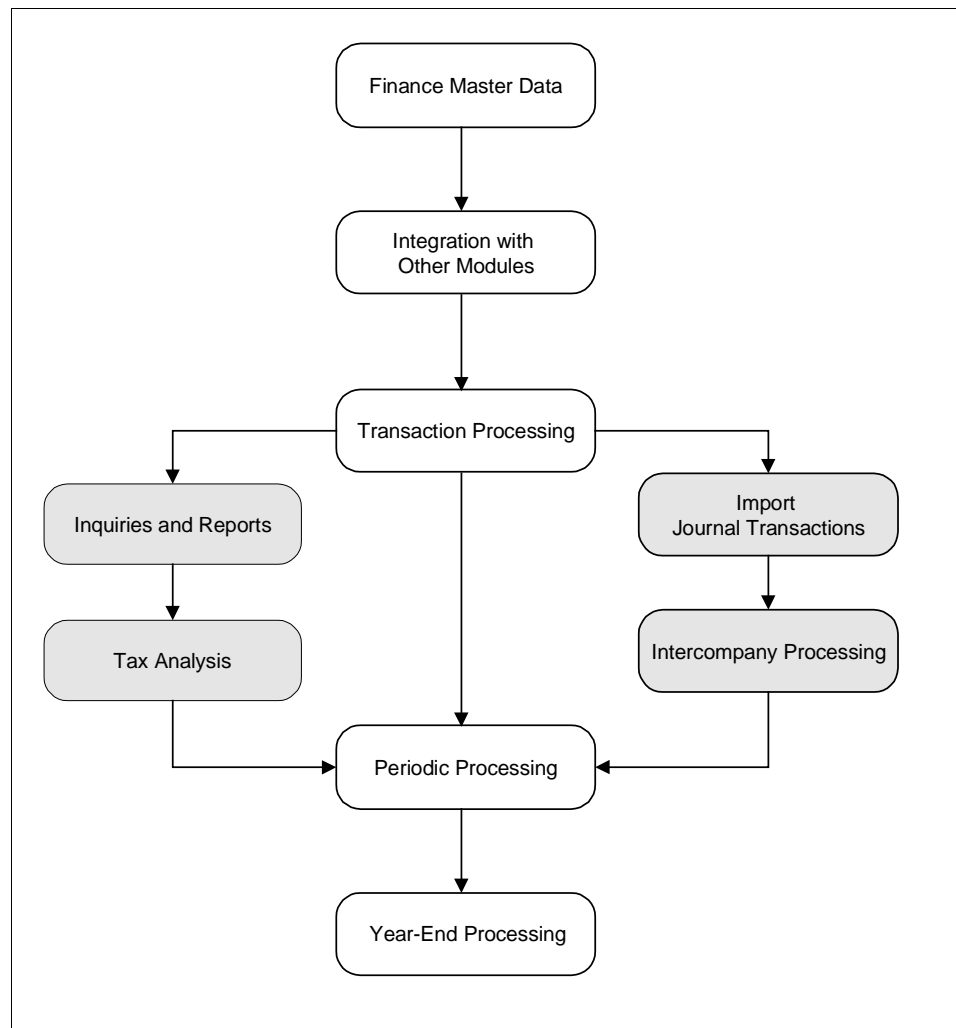 Finance Master Data
Integration with
Other Modules
Transaction Processing
Inquiries and Reports
Import
Journal Transactions
Tax Analysis
Intercompany Processing
Periodic Processing
Year-End Processing